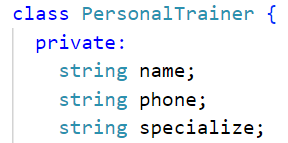 class PersonalTrainer {
private:
string name;
string phone;
string specialize;